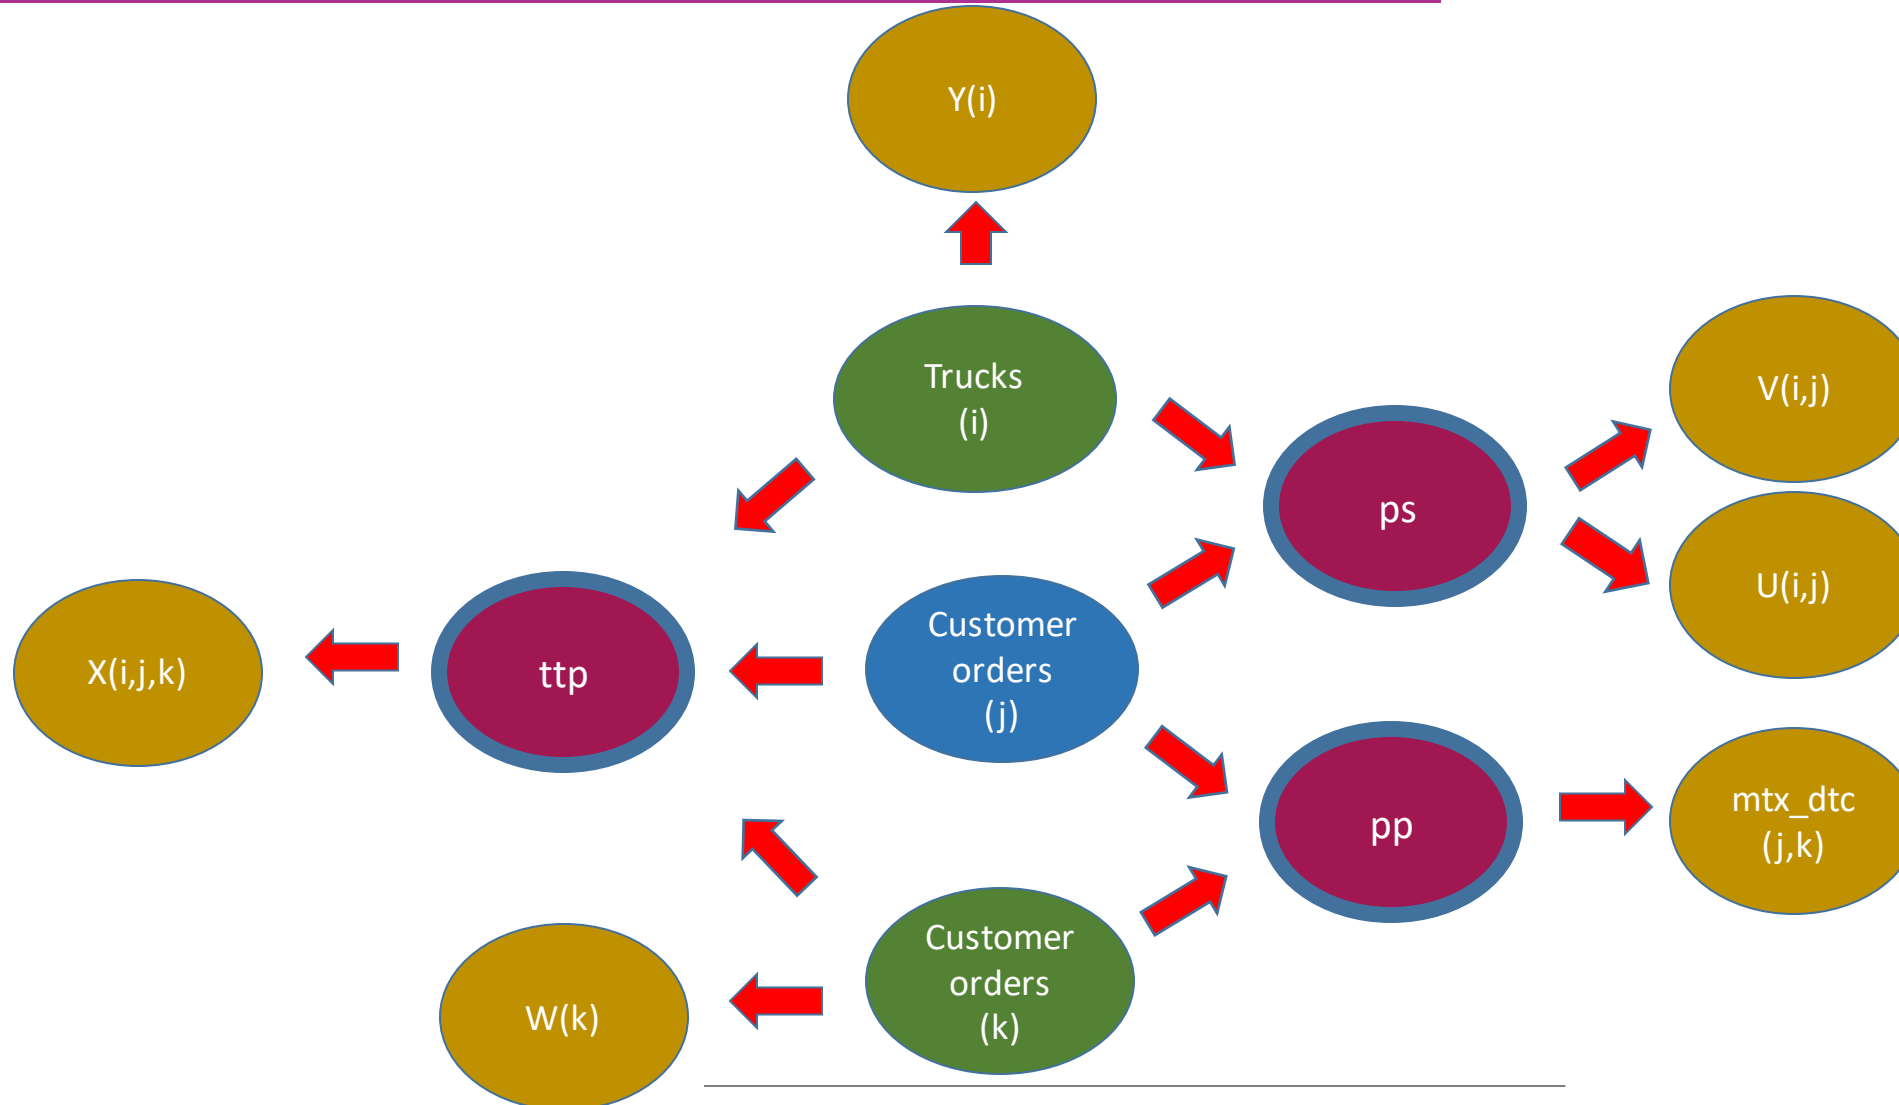 Y(i)
Trucks
(i)
V(i,j)
ps
U(i,j)
Customer
orders
(j)
X(i,j,k)
ttp
mtx_dtc
(j,k)
pp
Customer
orders
(k)
W(k)